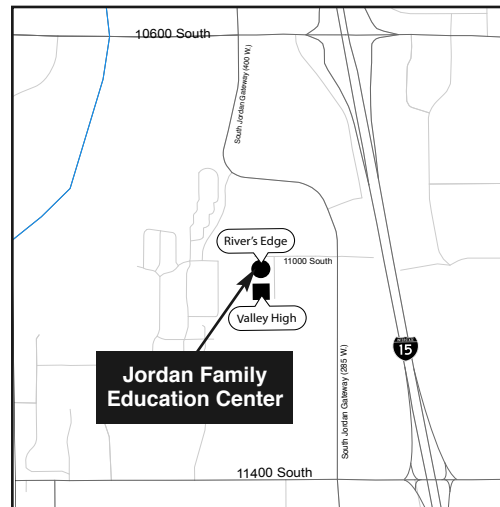 10600 South
South Jordan Gateway (400 W.)
River's Edge
11000 South
Valley High
INTERSTATE
15
Jordan Family
Education Center
South Jordan Gateway (285 W.)
11400 South